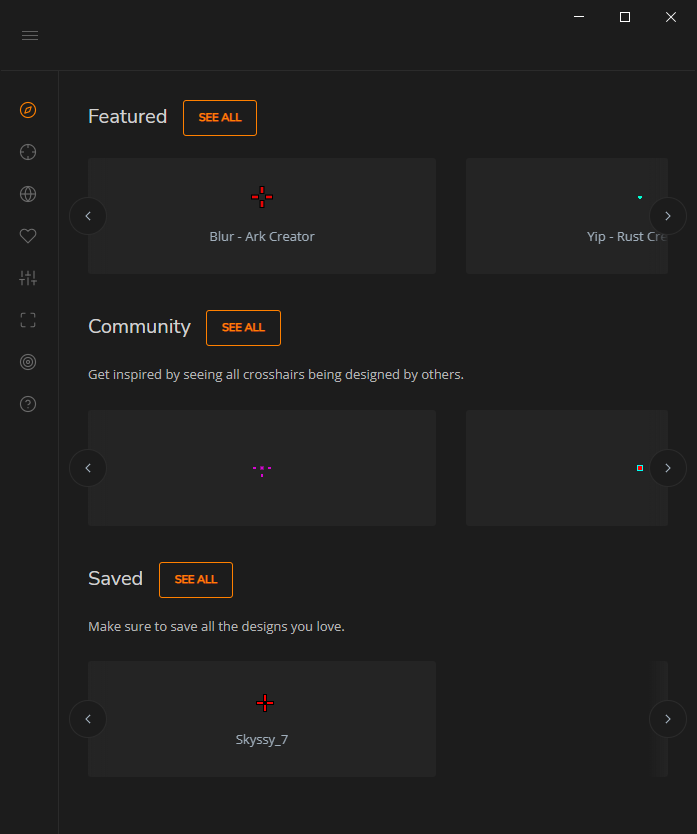 Featured
SEE ALL
Blur - Ark Creator
Yip - Rust
Community
SEE ALL
Get inspired by seeing all crosshairs being designed by others.
Saved
SEE ALL
Make sure to save all the designs you love.
Skyssy_7